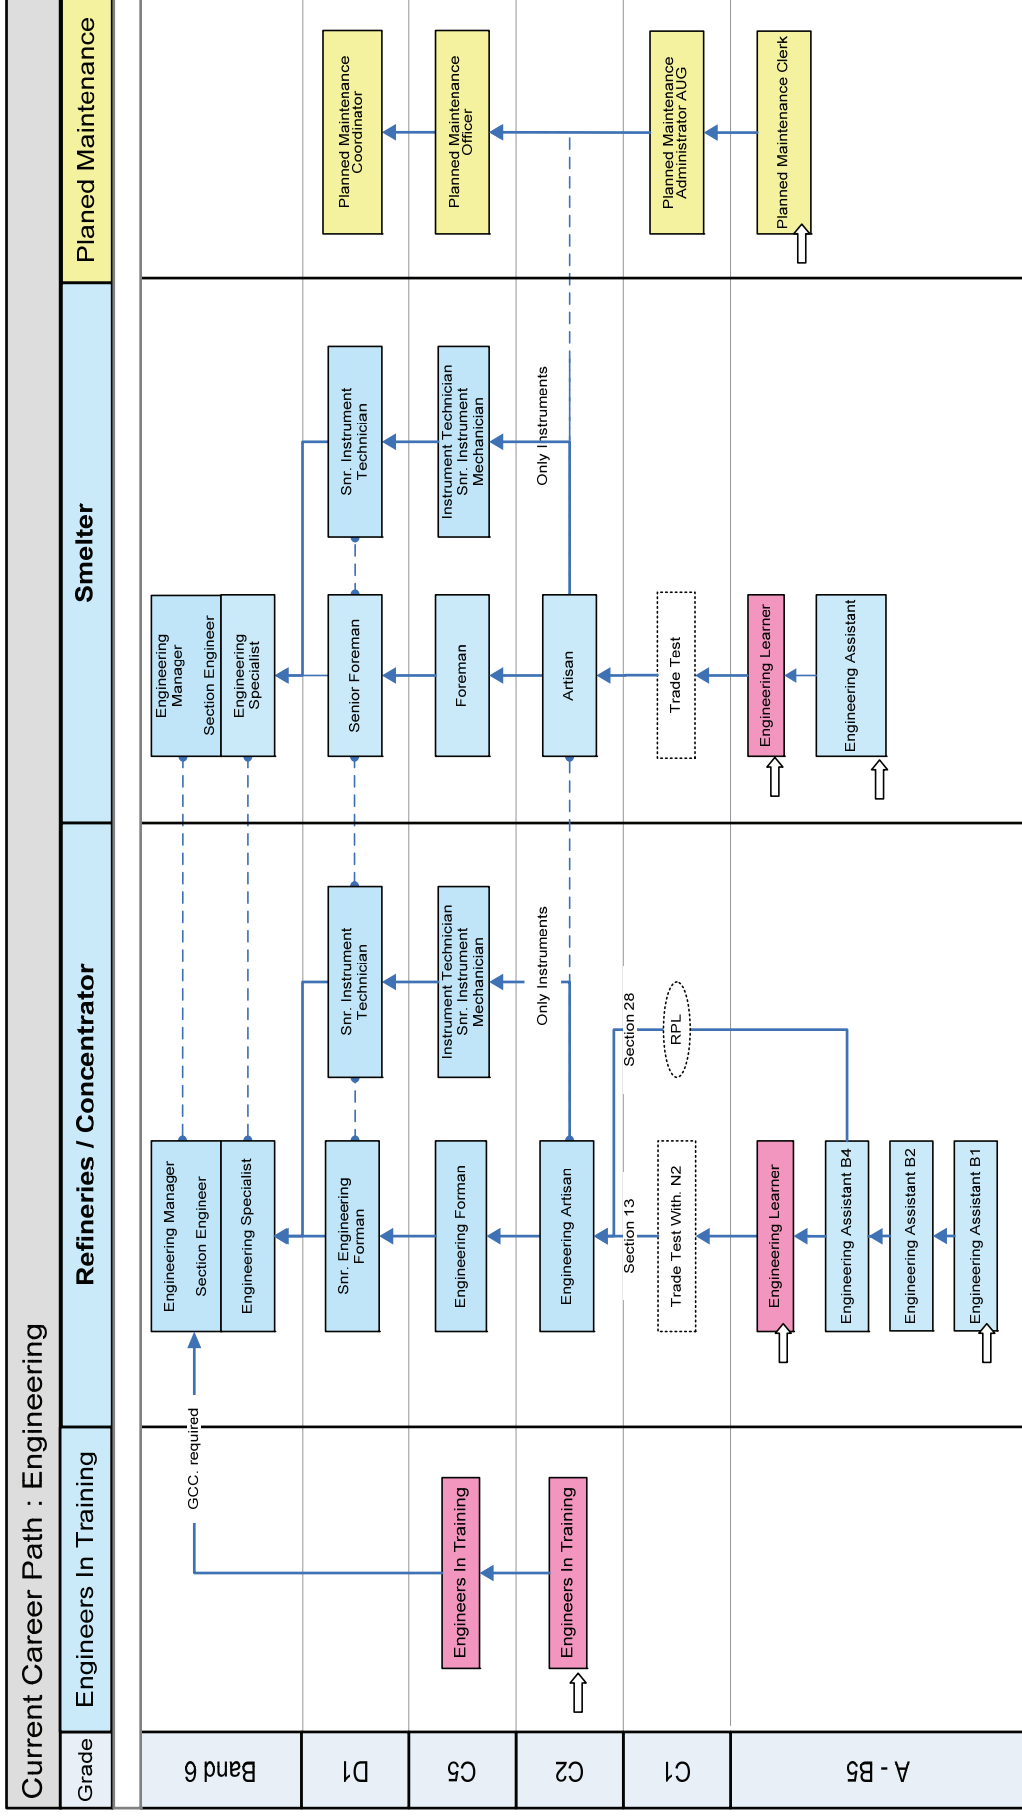 Current Career Path : Engineering
Grade
Engineers In Training
Refineries / Concentrator
Smelter
Planed Maintenance
Band 6
D1
C5
C2
C1
A - B5
GCC. required
Engineers In Training
Engineers In Training
Engineering Manager
Section Engineer
Engineering Specialist
Snr. Engineering
Forman
Engineering Forman
Engineering Artisan
Section 13
Trade Test With. N2
Engineering Learner
Engineering Assistant B4
Engineering Assistant B2
Engineering Assistant B1
Snr. Instrument
Technician
Instrument Technician
Snr. Instrument
Mechanician
Only Instruments
Section 28
RPL
Engineering
Manager
Section Engineer
Engineering
Specialist
Senior Foreman
Foreman
Artisan
Trade Test
Engineering Learner
Engineering Assistant
Snr. Instrument
Technician
Instrument Technician
Snr. Instrument
Mechanician
Only Instruments
Planned Maintenance
Coordinator
Planned Maintenance
Officer
Planned Maintenance
Administrator AUG
Planned Maintenance Clerk